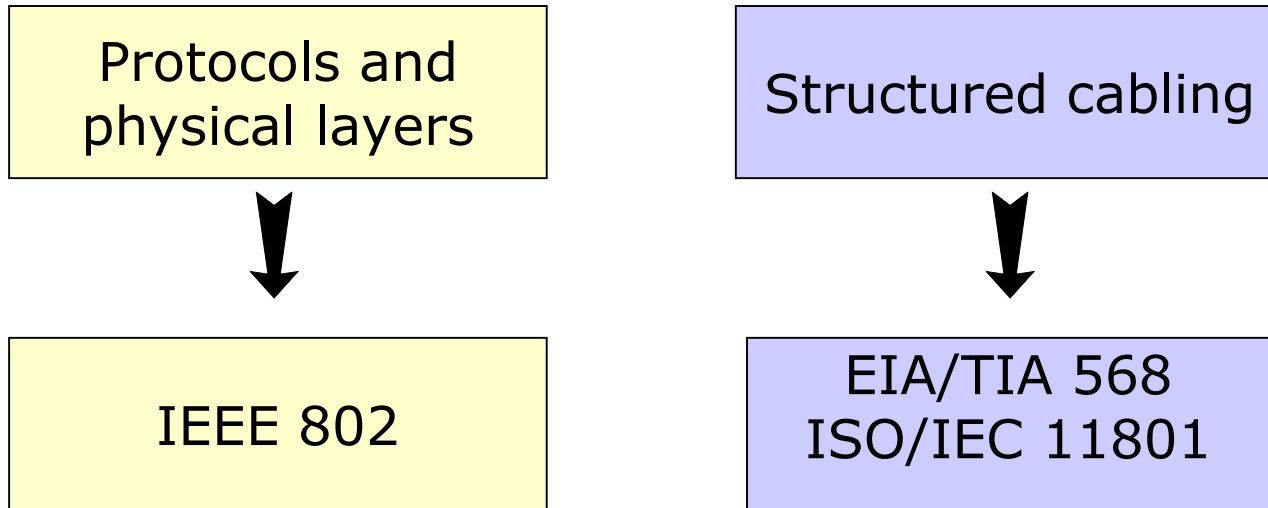 Protocols and
physical layers
Structured cabling
IEEE 802
EIA/TIA 568
ISO/IEC 11801